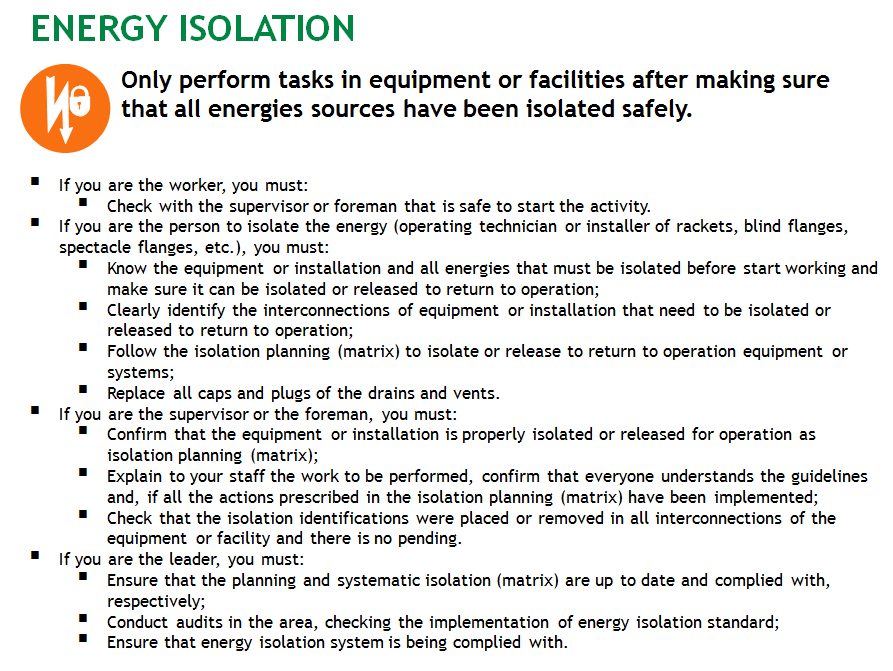 ENERGY ISOLATION
Only perform tasks in equipment or facilities after making sure
that all energies sources have been isolated safely.
If you are the worker, you must:
Check with the supervisor or foreman that is safe to start the activity.
If you are the person to isolate the energy (operating technician or installer of rackets, blind flanges,
spectacle flanges, etc.), you must:
Know the equipment or installation and all energies that must be isolated before start working and
make sure it can be isolated or released to return to operation;
Clearly identify the interconnections of equipment or installation that need to be isolated or
released to return to operation;
Follow the isolation planning (matrix) to isolate or release to return to operation equipment or
systems;
Replace all caps and plugs of the drains and vents.
If you are the supervisor or the foreman, you must:
Confirm that the equipment or installation is properly isolated or released for operation as
isolation planning (matrix);
Explain to your staff the work to be performed, confirm that everyone understands the guidelines
and, if all the actions prescribed in the isolation planning (matrix) have been implemented;
Check that the isolation identifications were placed or removed in all interconnections of the
equipment or facility and there is no pending.
If you are the leader, you must:
Ensure that the planning and systematic isolation (matrix) are up to date and complied with,
respectively;
Conduct audits in the area, checking the implementation of energy isolation standard;
Ensure that energy isolation system is being complied with.